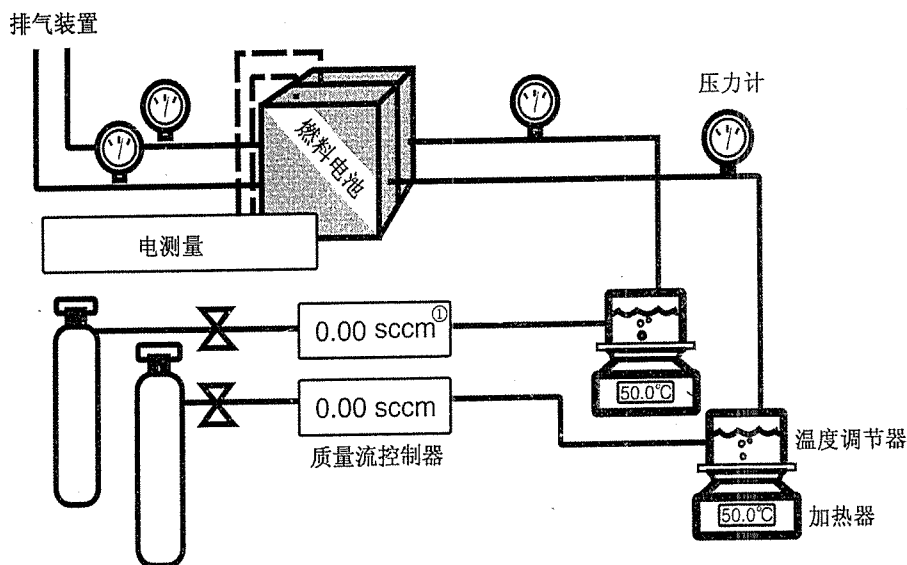 排气装置
压力计
燃料电池
电测量
0.00 sccm①
50.0℃
0.00 sccm
质量流控制器
温度调节器
50.0℃
加热器